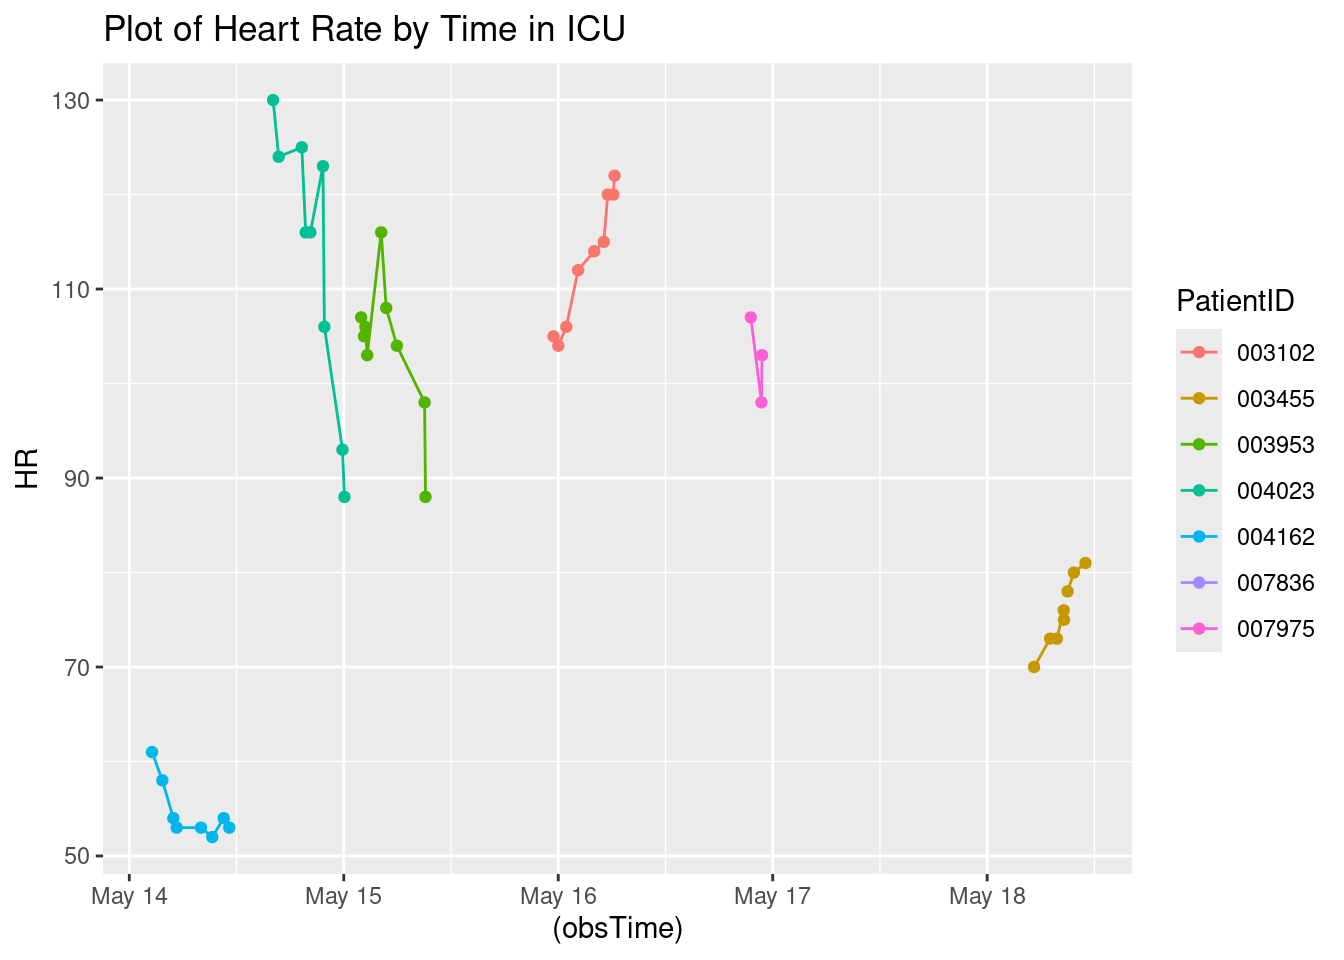 Plot of Heart Rate by Time in ICU
130
110
90
70
50
HR
May 14
May 15
May 16
May 17
May 18
(obsTime)
PatientID
003102
003455
003953
004023
004162
007836
007975